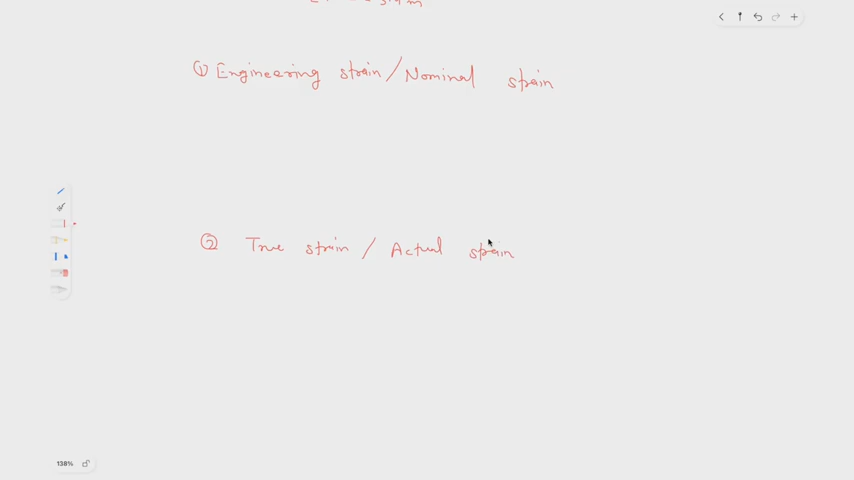 ① Engineering strain / Nominal strain
② True strain / Actual strain
138%